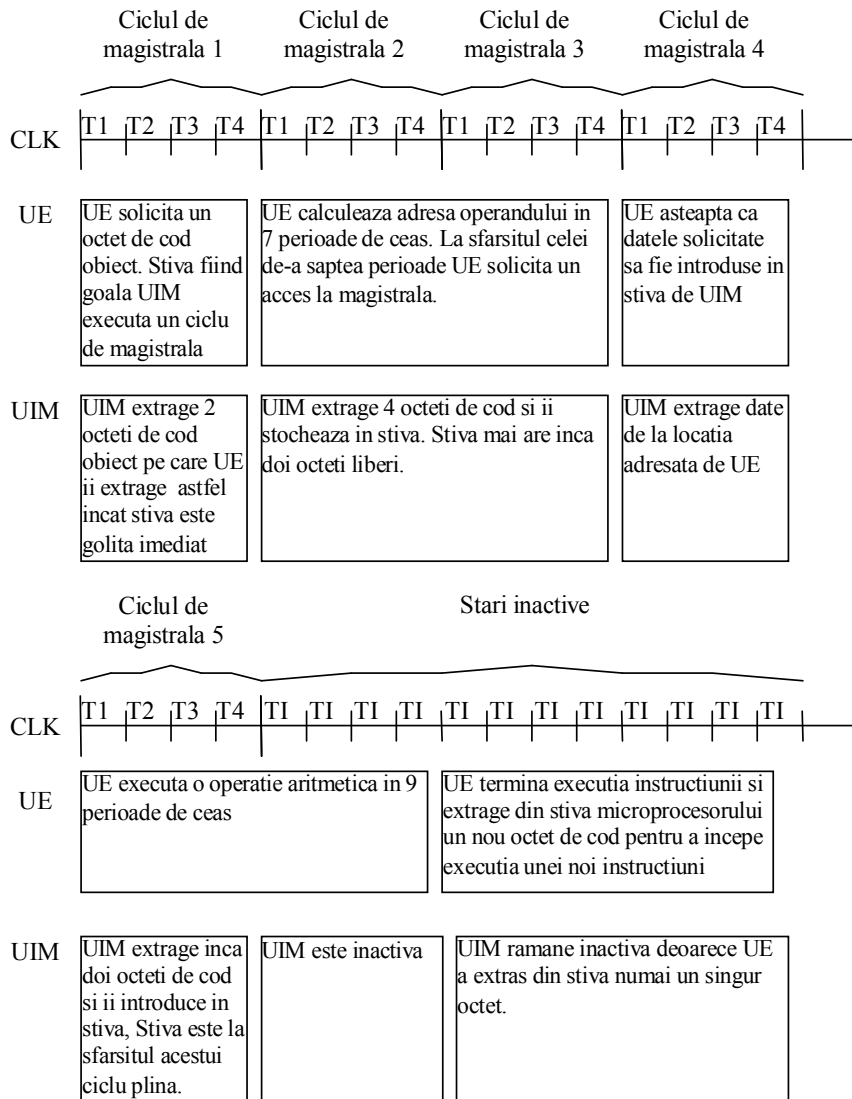 Ciclul de
magistrala 1
Ciclul de
magistrala 2
Ciclul de
magistrala 3
Ciclul de
magistrala 4
CLK
T1 T2 T3 T4 T1 T2 T3 T4 T1 T2 T3 T4 T1 T2 T3 T4
UE
UE solicita un
octet de cod
obiect. Stiva fiind
goala UIM
executa un ciclu
de magistrala
UE calculeaza adresa operandului in
7 perioade de ceas. La sfarsitul celei
de-a saptea perioade UE solicita un
acces la magistrala.
UE asteapta ca
datele solicitate
sa fie introduse in
stiva de UIM
UIM
UIM extrage 2
octeti de cod
obiect pe care UE
ii extrage astfel
incat stiva este
golita imediat
UIM extrage 4 octeti de cod si ii
stocheaza in stiva. Stiva mai are inca
doi octeti liberi.
UIM extrage date
de la locatia
adresata de UE
Ciclul de
magistrala 5
Stari inactive
CLK
T1 T2 T3 T4 TI TI TI TI TI TI TI TI TI TI TI TI
UE
UE executa o operatie aritmetica in 9
perioade de ceas
UE termina executia instructiunii si
extrage din stiva microprocesorului
un nou octet de cod pentru a incepe
executia unei noi instructiuni
UIM
UIM extrage inca
doi octeti de cod
si ii introduce in
stiva, Stiva este la
sfarsitul acestui
ciclu plina.
UIM este inactiva
UIM ramane inactiva deoarece UE
a extras din stiva numai un singur
octet.